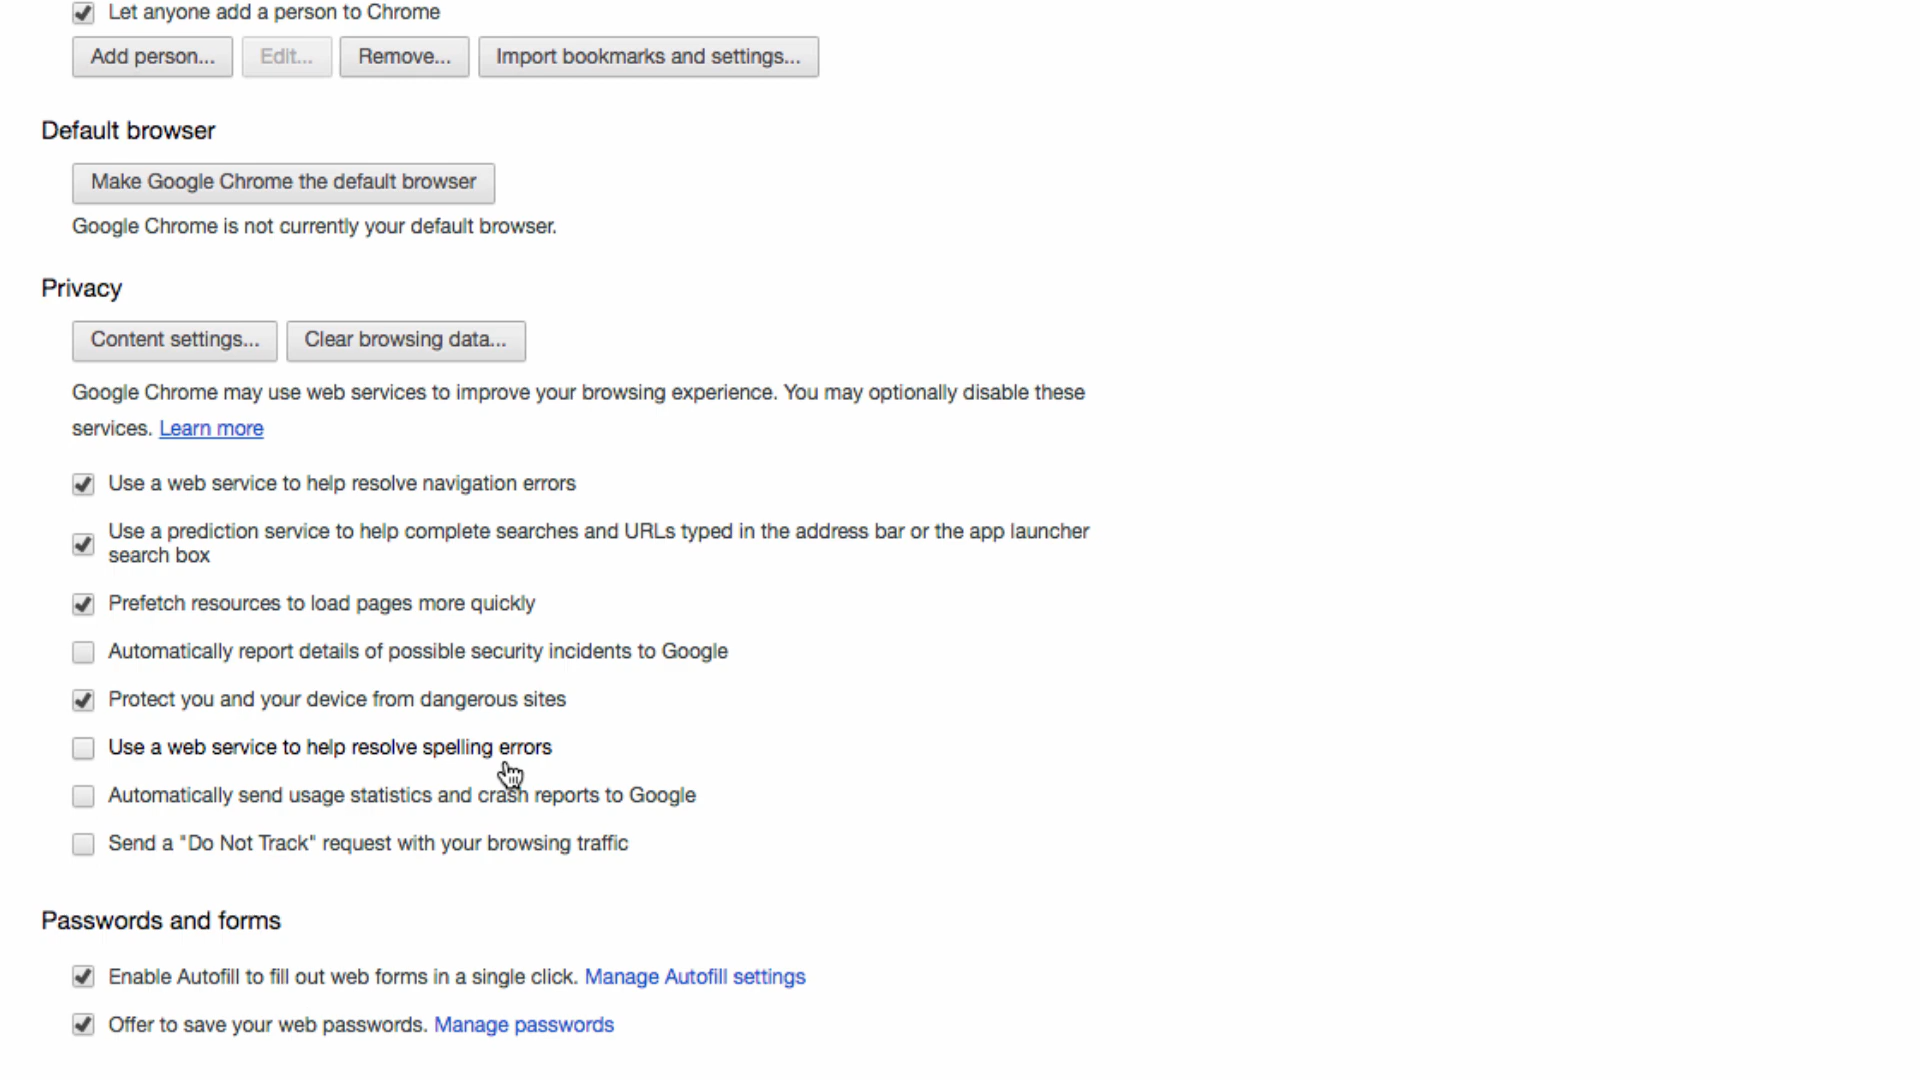 Let anyone add a person to Chrome
Add person... Edit... Remove... Import bookmarks and settings...
Default browser
Make Google Chrome the default browser
Google Chrome is not currently your default browser.
Privacy
Content settings... Clear browsing data...
Google Chrome may use web services to improve your browsing experience. You may optionally disable these
services. Learn more
Use a web service to help resolve navigation errors
Use a prediction service to help complete searches and URLs typed in the address bar or the app launcher
search box
Prefetch resources to load pages more quickly
Automatically report details of possible security incidents to Google
Protect you and your device from dangerous sites
Use a web service to help resolve spelling errors
Automatically send usage statistics and crash reports to Google
Send a "Do Not Track" request with your browsing traffic
Passwords and forms
Enable Autofill to fill out web forms in a single click. Manage Autofill settings
Offer to save your web passwords. Manage passwords